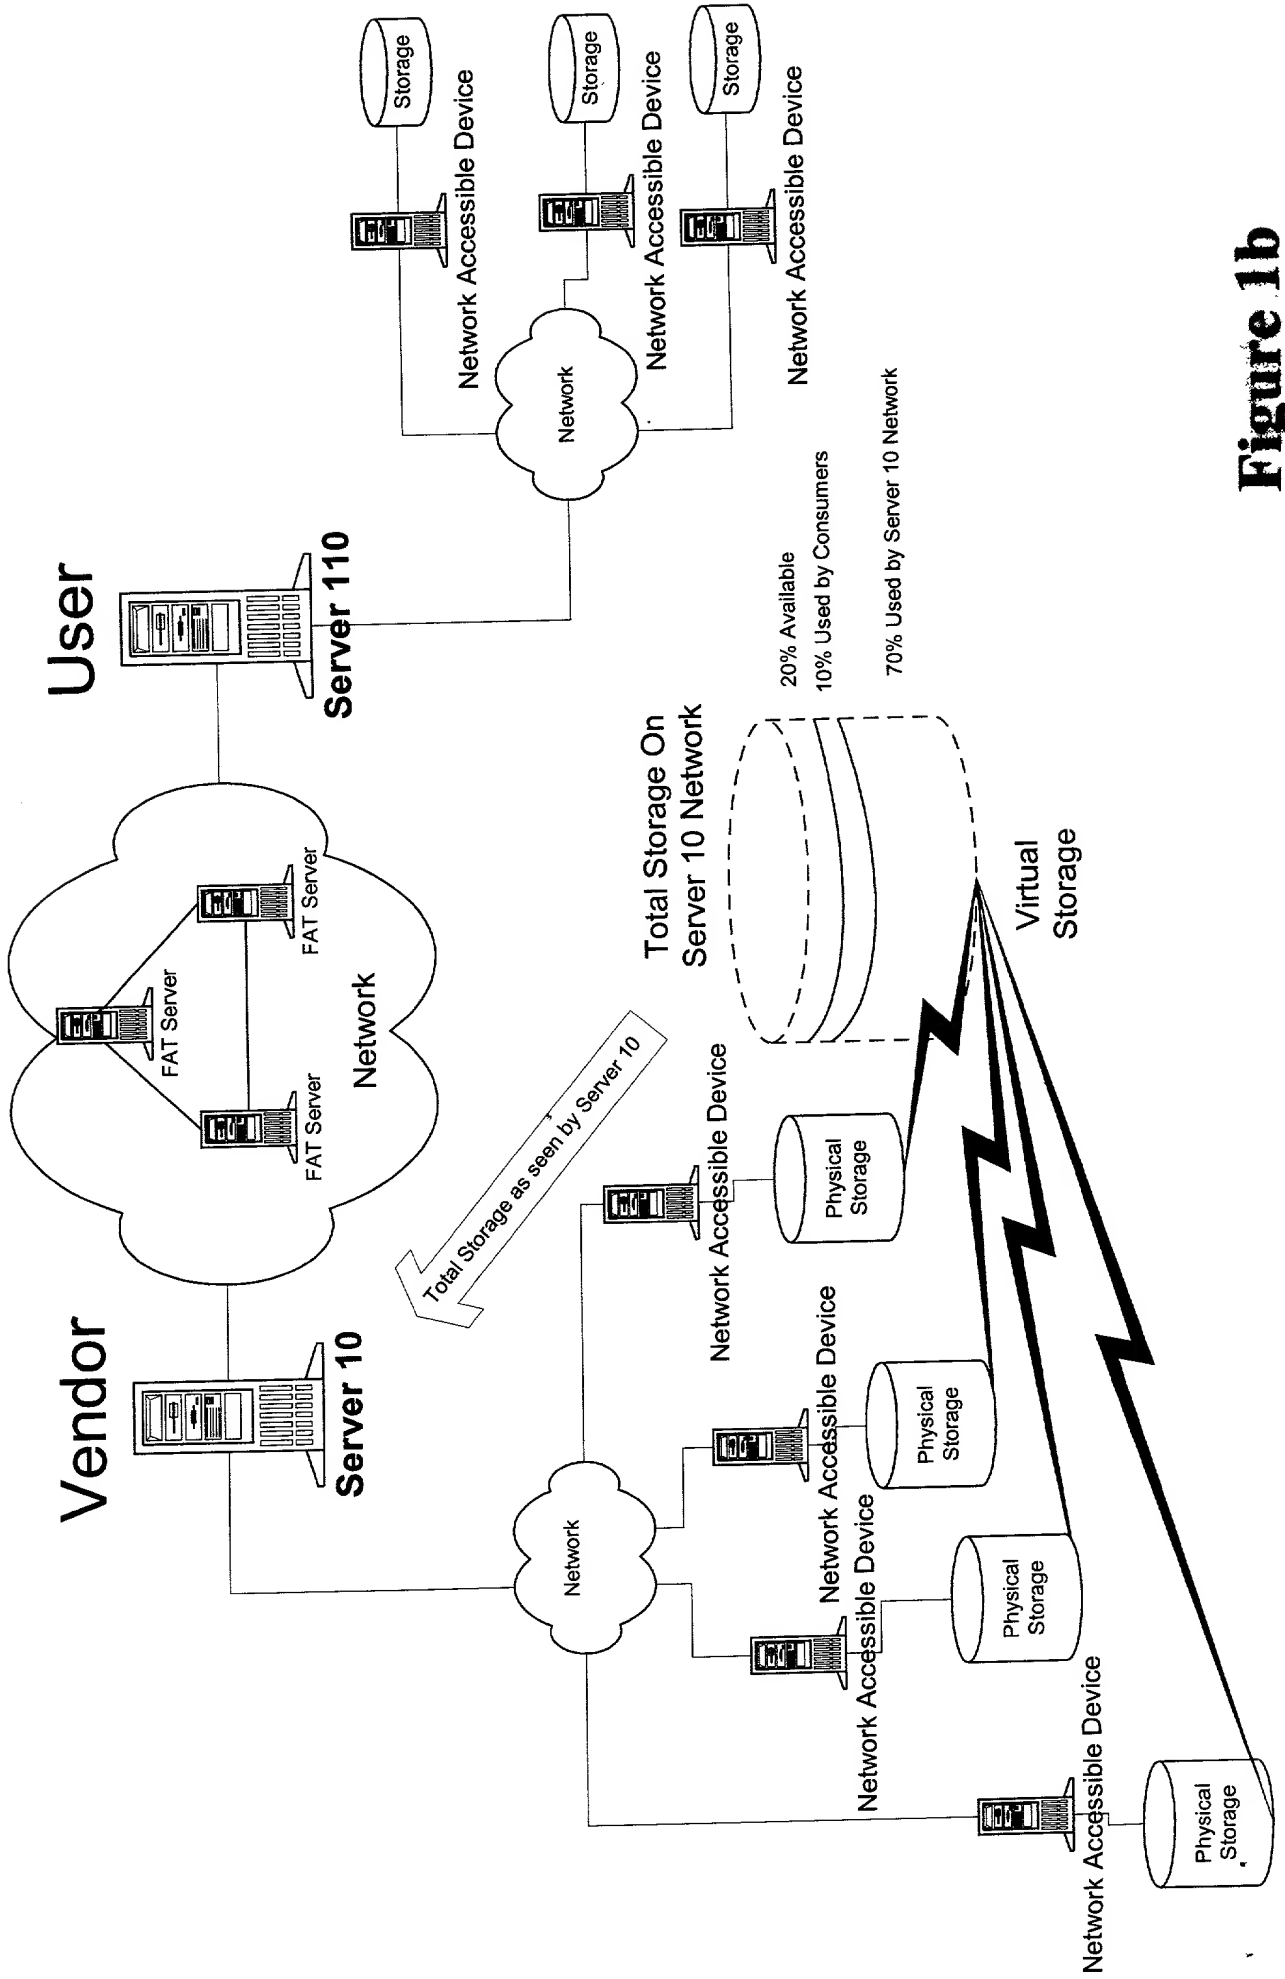 Vendor
User
Server 10
Server 110
FAT Server
FAT Server
FAT Server
Network
Network
Network
Storage
Network Accessible Device
Storage
Network Accessible Device
Storage
Network Accessible Device
Total Storage as seen by Server 10
Total Storage On
Server 10 Network
20% Available
10% Used by Consumers
70% Used by Server 10 Network
Network Accessible Device
Physical
Storage
Network Accessible Device
Physical
Storage
Network Accessible Device
Physical
Storage
Network Accessible Device
Physical
Storage
Virtual
Storage
Figure 1b